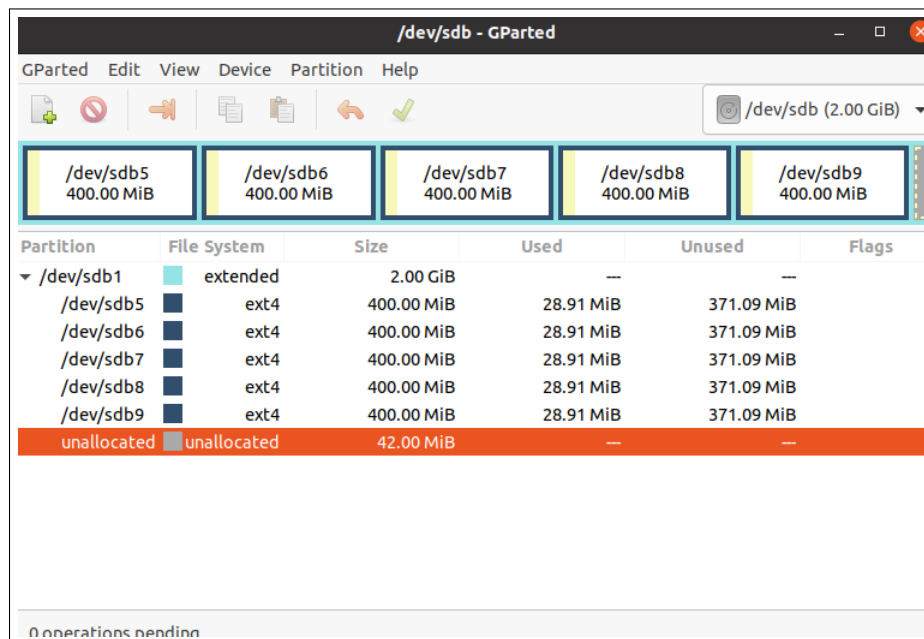 /dev/sdb - GParted
GParted Edit View Device Partition Help
/dev/sdb (2.00 GiB)
/dev/sdb5 /dev/sdb6 /dev/sdb7 /dev/sdb8 /dev/sdb9
400.00 MiB 400.00 MiB 400.00 MiB 400.00 MiB 400.00 MiB
Partition File System Size Used Unused Flags
/dev/sdb1 extended 2.00 GiB --- ---
/dev/sdb5 ext4 400.00 MiB 28.91 MiB 371.09 MiB
/dev/sdb6 ext4 400.00 MiB 28.91 MiB 371.09 MiB
/dev/sdb7 ext4 400.00 MiB 28.91 MiB 371.09 MiB
/dev/sdb8 ext4 400.00 MiB 28.91 MiB 371.09 MiB
/dev/sdb9 ext4 400.00 MiB 28.91 MiB 371.09 MiB
unallocated unallocated 42.00 MiB --- ---
0 operations pending